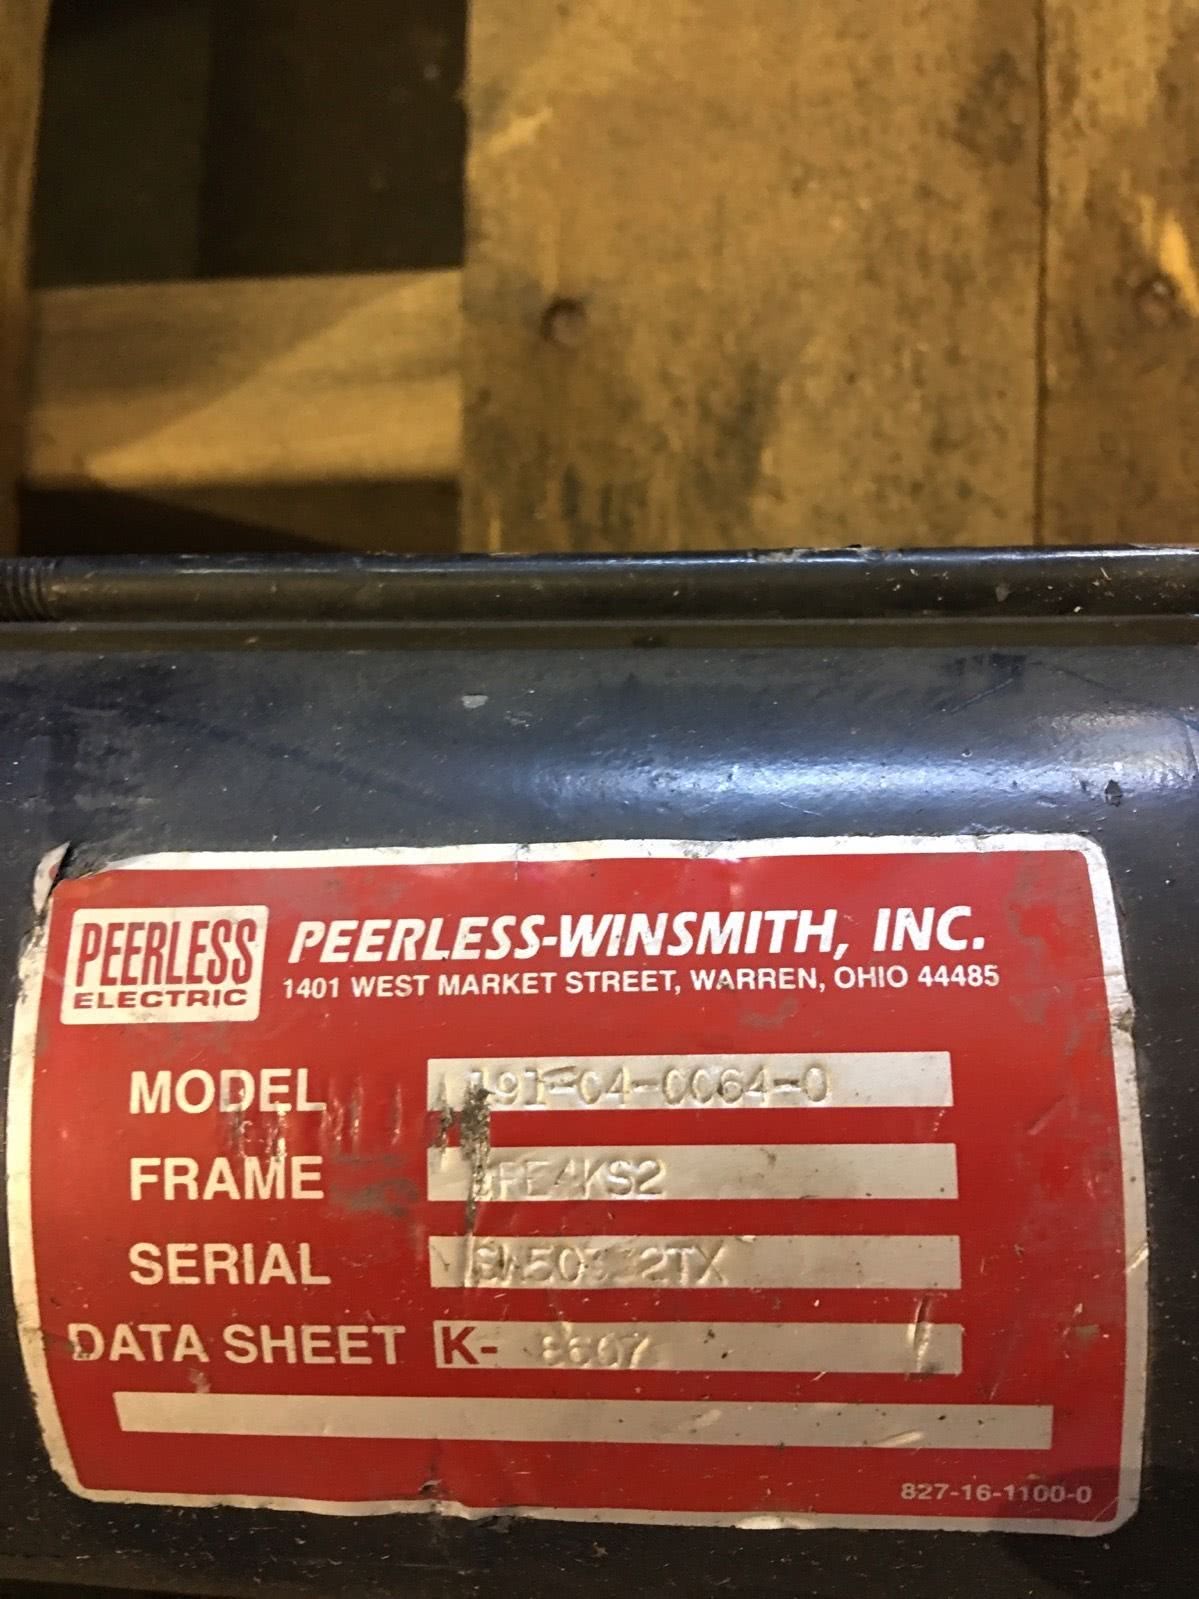 PEERLESS
ELECTRIC
PEERLESS-WINSMITH, INC.
1401 WEST MARKET STREET, WARREN, OHIO 44485
MODEL
FRAME
SERIAL
DATA SHEET K- 8607
827-16-1100-0